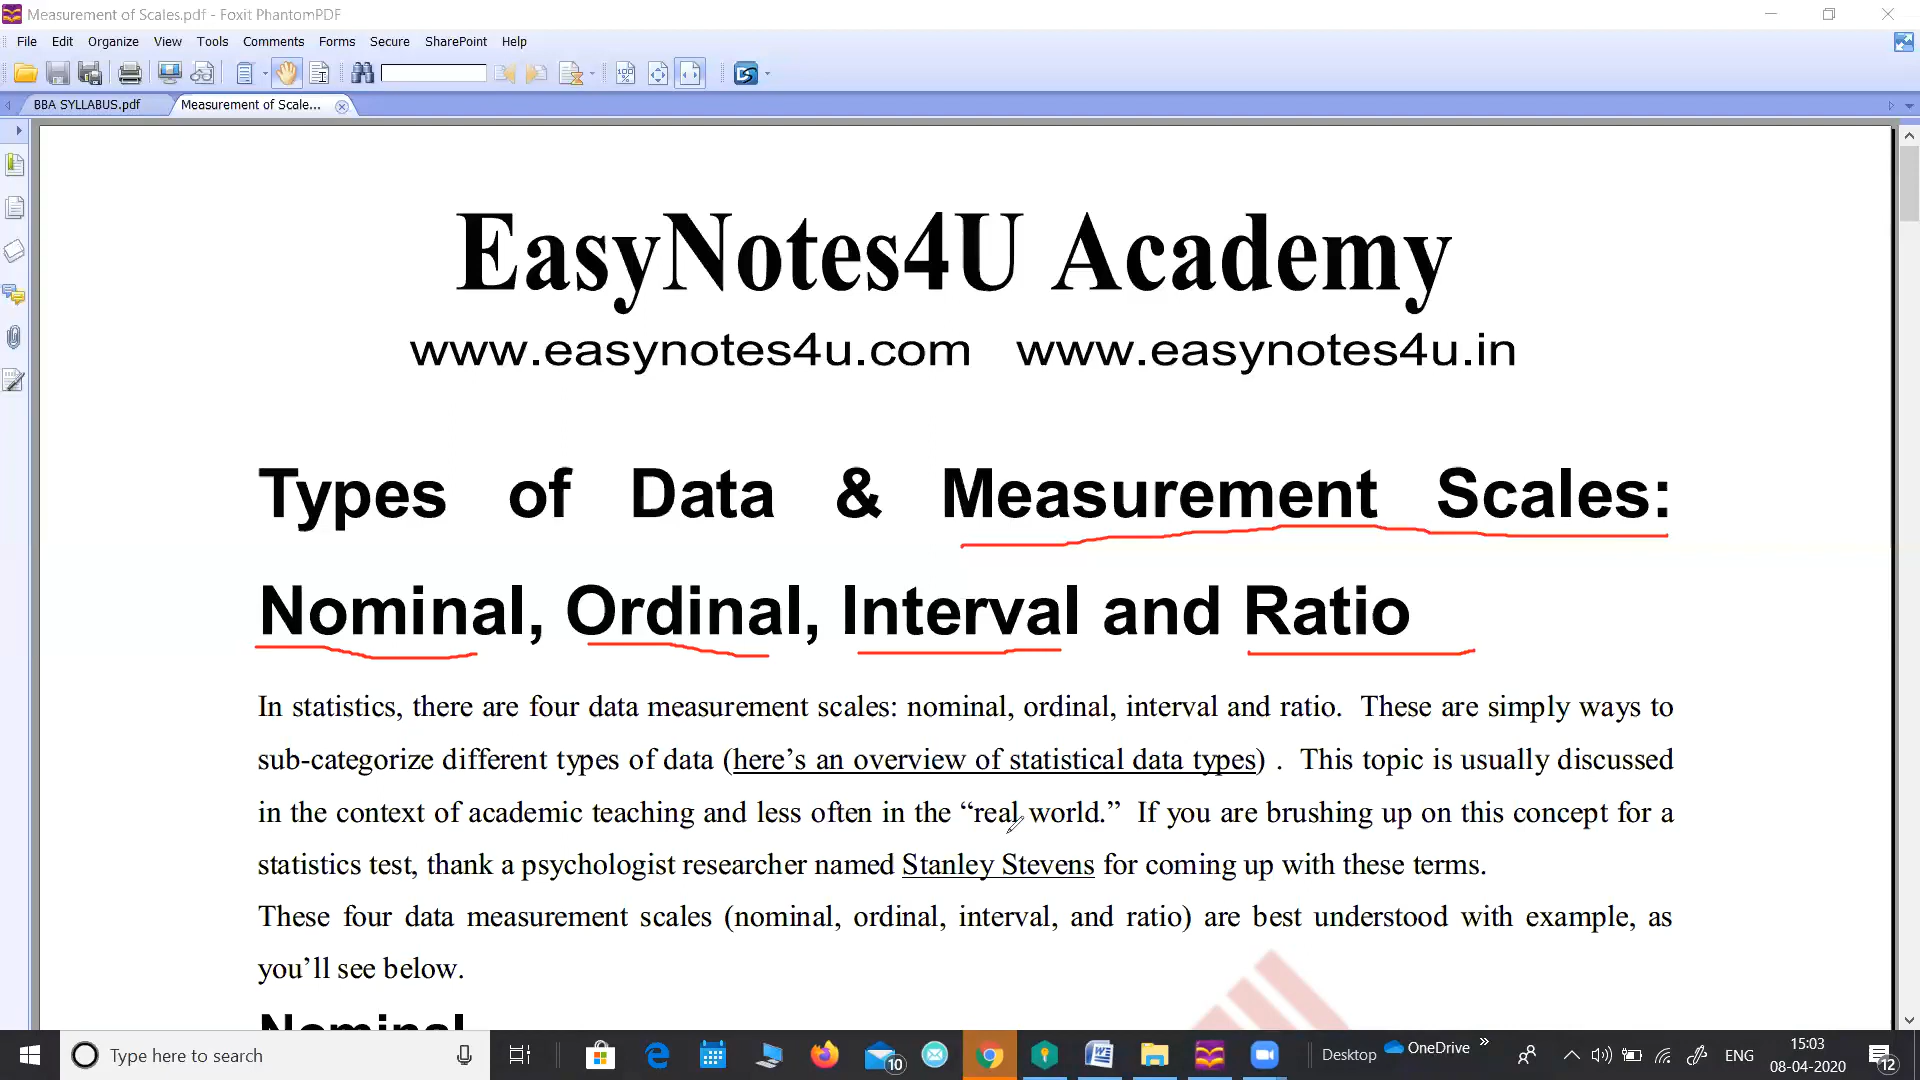 Measurement of Scales.pdf - Foxit PhantomPDF
File Edit Organize View Tools Comments Forms Secure SharePoint Help
BBA SYLLABUS.pdf Measurement of Scale...
EasyNotes4U Academy
www.easynotes4u.com www.easynotes4u.in
Types of Data & Measurement Scales:
Nominal, Ordinal, Interval and Ratio
In statistics, there are four data measurement scales: nominal, ordinal, interval and ratio. These are simply ways to
sub-categorize different types of data (here’s an overview of statistical data types) . This topic is usually discussed
in the context of academic teaching and less often in the “real world.” If you are brushing up on this concept for a
statistics test, thank a psychologist researcher named Stanley Stevens for coming up with these terms.
These four data measurement scales (nominal, ordinal, interval, and ratio) are best understood with example, as
you’ll see below.
Nominal
Type here to search 10 Desktop OneDrive » ENG 15:03
08-04-2020 12